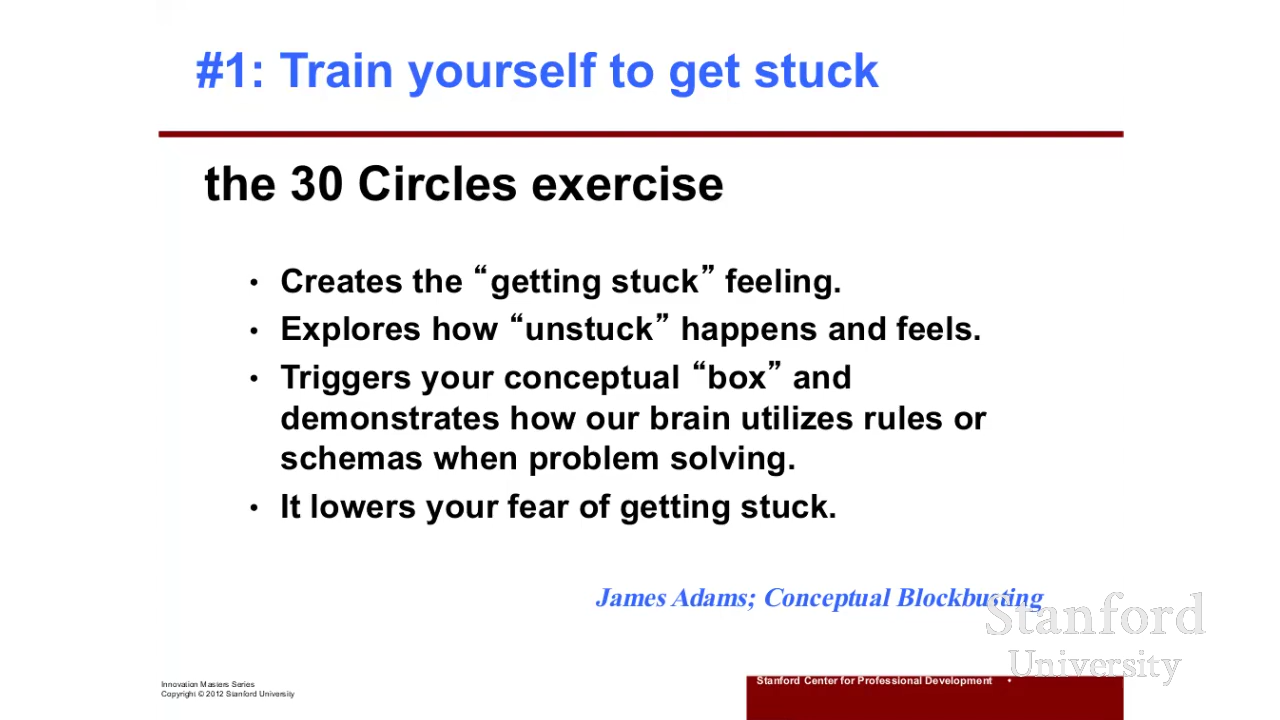 #1: Train yourself to get stuck
the 30 Circles exercise
• Creates the “getting stuck” feeling.
• Explores how “unstuck” happens and feels.
• Triggers your conceptual “box” and
demonstrates how our brain utilizes rules or
schemas when problem solving.
• It lowers your fear of getting stuck.
James Adams; Conceptual Blockbusting
Stanford
University
Innovation Masters Series
Copyright © 2012 Stanford University
Stanford Center for Professional Development •